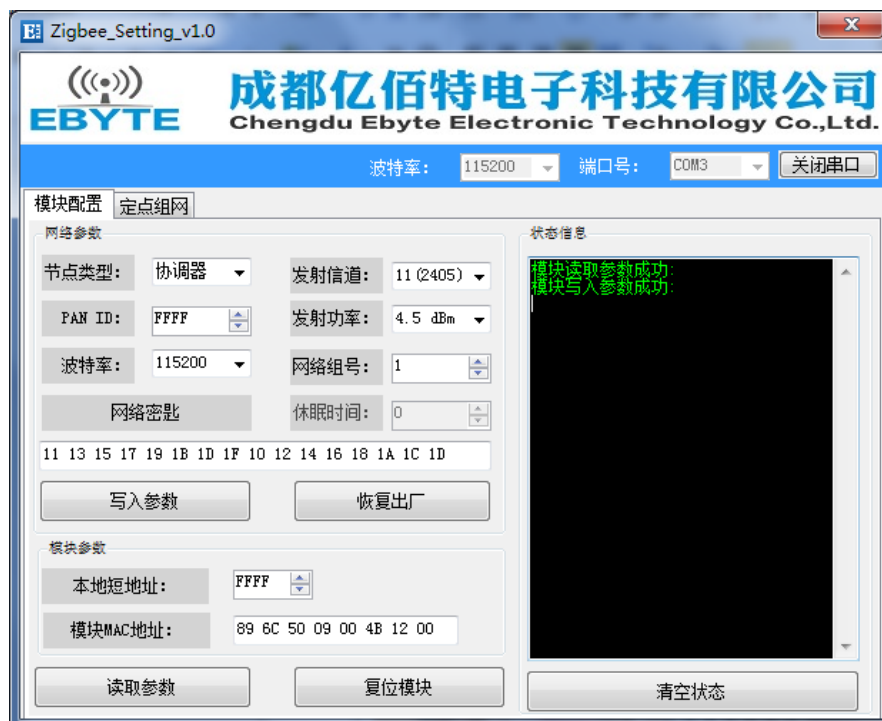 Zigbee_Setting_v1.0
EBYTE
成都亿佰特电子科技有限公司
Chengdu Ebyte Electronic Technology Co.,Ltd.
波特率： 115200 端口号： COM3 关闭串口
模块配置 定点组网
网络参数
节点类型： 协调器 发射信道： 11(2405)
PAN ID： FFFF 发射功率： 4.5 dBm
波特率： 115200 网络组号： 1
网络密匙 休眠时间： 0
11 13 15 17 19 1B 1D 1F 10 12 14 16 18 1A 1C 1D
写入参数 恢复出厂
模块参数
本地短地址： FFFF
模块MAC地址： 89 6C 50 09 00 4B 12 00
读取参数 复位模块
状态信息
模块读取参数成功:
模块写入参数成功:
清空状态